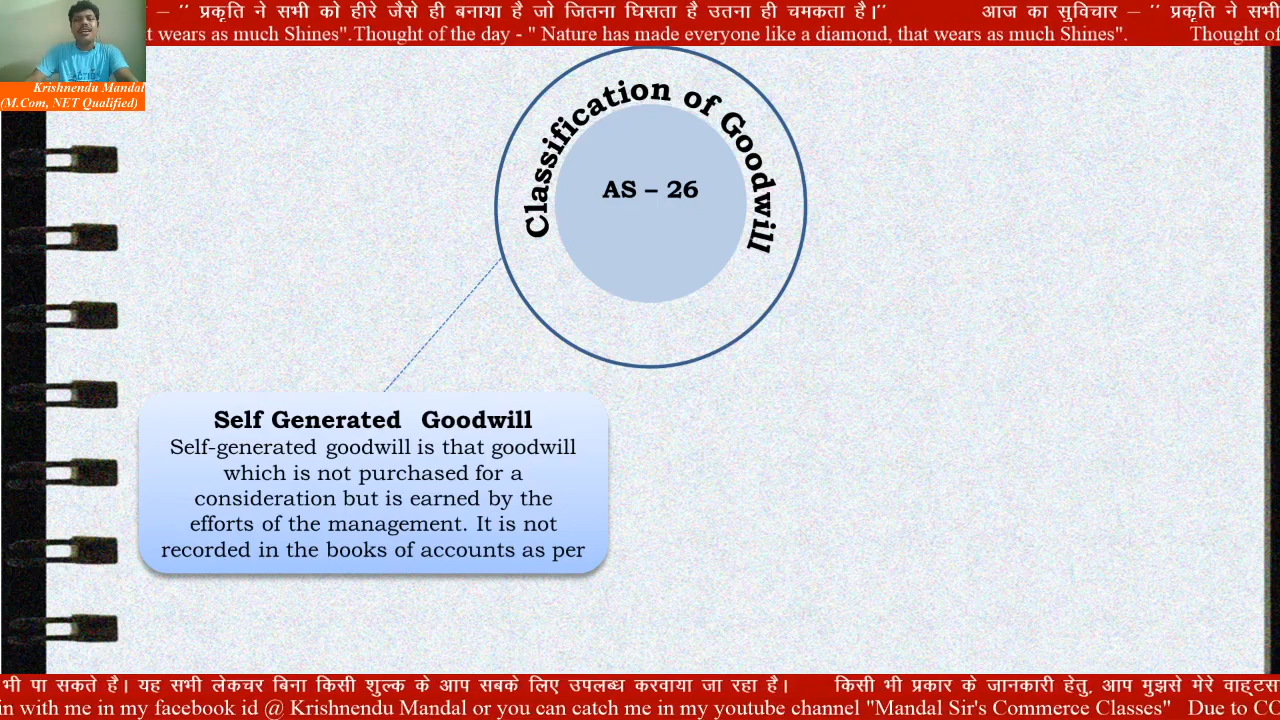 – ′′ प्रकृति ने सभी को हीरे जैसे ही बनाया है जो जितना घिसता है उतना ही चमकता है।′′ आज का सुविचार – ′′ प्रकृति ने सभी
t wears as much Shines".Thought of the day - " Nature has made everyone like a diamond, that wears as much Shines". Thought of
Krishnendu Mandal
(M.Com, NET Qualified)
Classification of Goodwill
AS – 26
Self Generated Goodwill
Self-generated goodwill is that goodwill
which is not purchased for a
consideration but is earned by the
efforts of the management. It is not
recorded in the books of accounts as per
भी पा सकते है। यह सभी लेकचर बिना किसी शुल्क के आप सबके लिए उपलब्ध करवाया जा रहा है। किसी भी प्रकार के जानकारी हेतु, आप मुझसे मेरे वाहटसा
in with me in my facebook id @ Krishnendu Mandal or you can catch me in my youtube channel "Mandal Sir's Commerce Classes" Due to CO